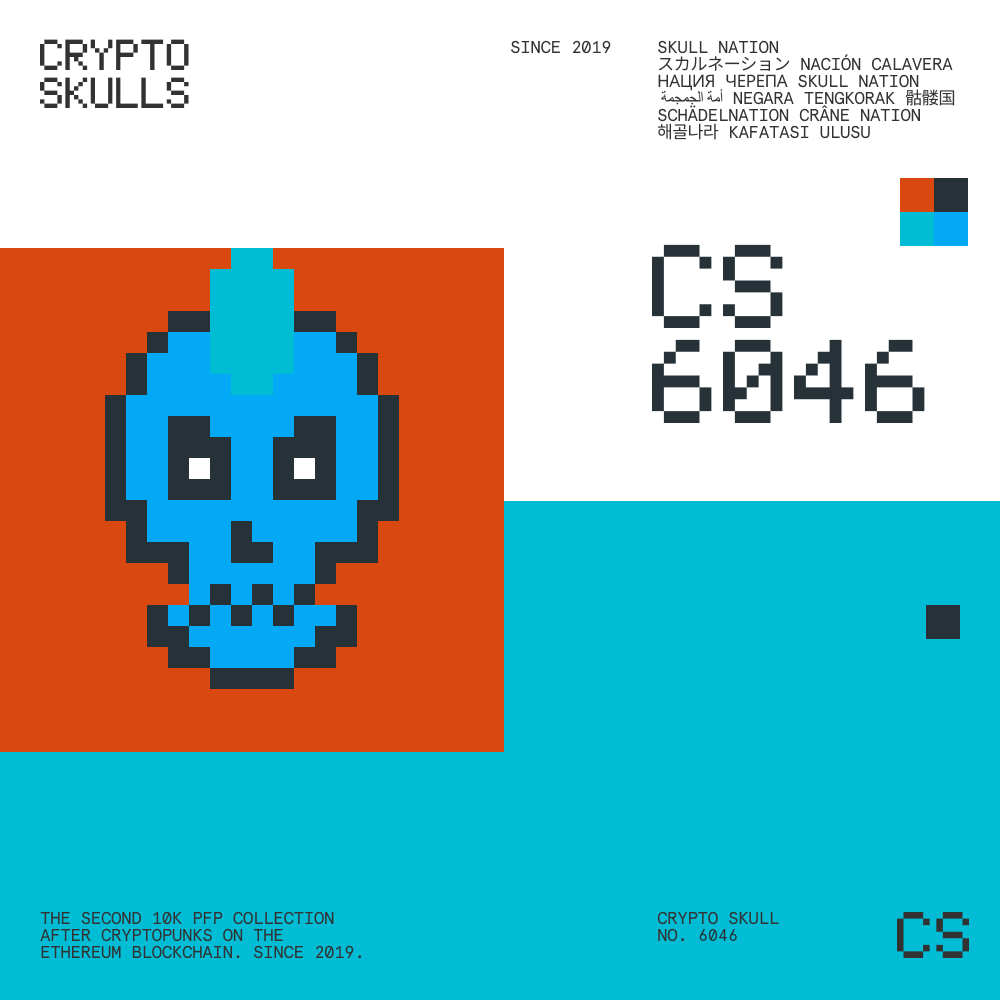 CRYPTO
SKULLS
SINCE 2019
SKULL NATION
スカルネーション NACIÓN CALAVERA
НАЦИЯ ЧЕРЕПА SKULL NATION
أمة الجمجمة NEGARA TENGKORAK 骷髅国
SCHÄDELNATION CRÂNE NATION
해골나라 KAFATASI ULUSU
CS
6046
THE SECOND 10K PFP COLLECTION
AFTER CRYPTOPUNKS ON THE
ETHEREUM BLOCKCHAIN. SINCE 2019.
CRYPTO SKULL
NO. 6046
CS